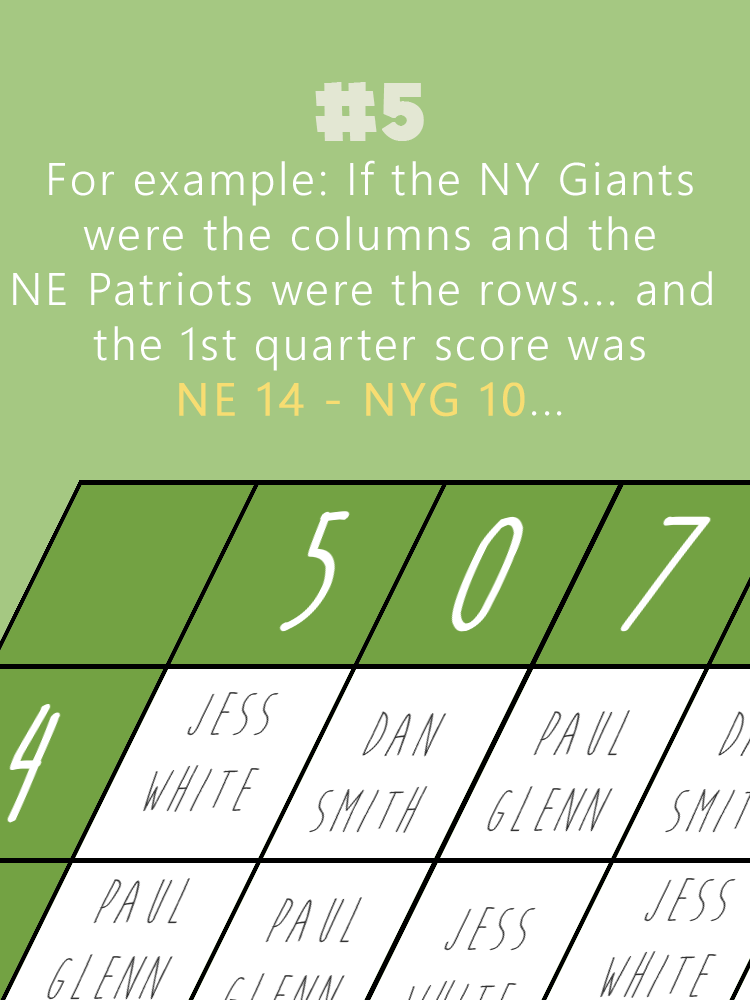 #5
For example: If the NY Giants
were the columns and the
NE Patriots were the rows... and
the 1st quarter score was
NE 14 - NYG 10...
5 0 7
4
JESS DAN PAUL
WHITE SMITH GLENN
PAUL PAUL JESS JESS
GLENN GLENN WHITE WHITE